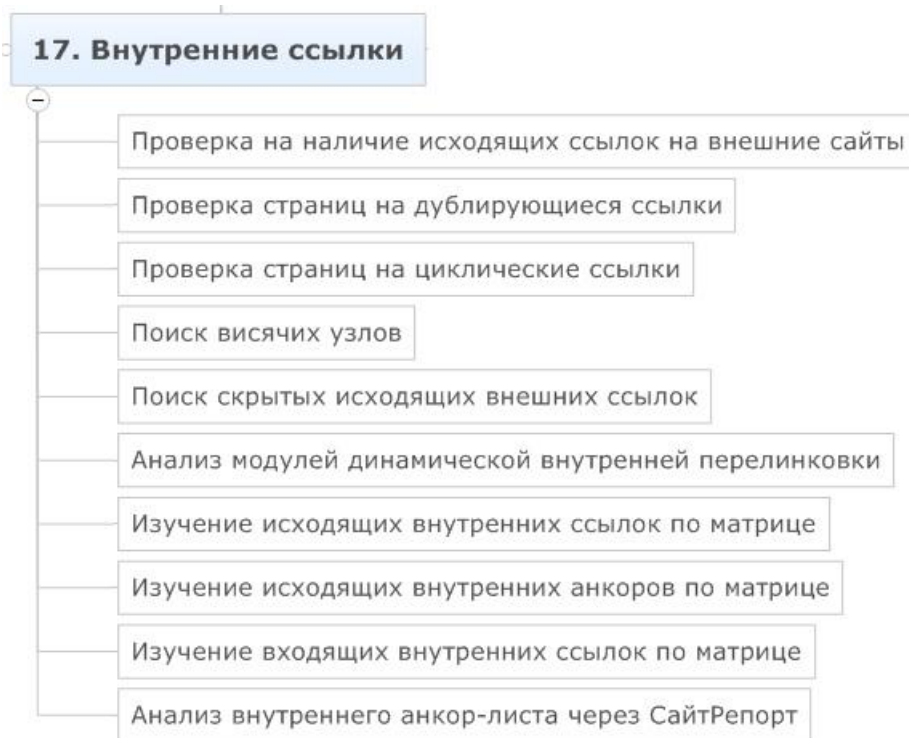 17. Внутренние ссылки
Проверка на наличие исходящих ссылок на внешние сайты
Проверка страниц на дублирующиеся ссылки
Проверка страниц на циклические ссылки
Поиск висячих узлов
Поиск скрытых исходящих внешних ссылок
Анализ модулей динамической внутренней перелинковки
Изучение исходящих внутренних ссылок по матрице
Изучение исходящих внутренних анкоров по матрице
Изучение входящих внутренних ссылок по матрице
Анализ внутреннего анкор-листа через СайтРепорт